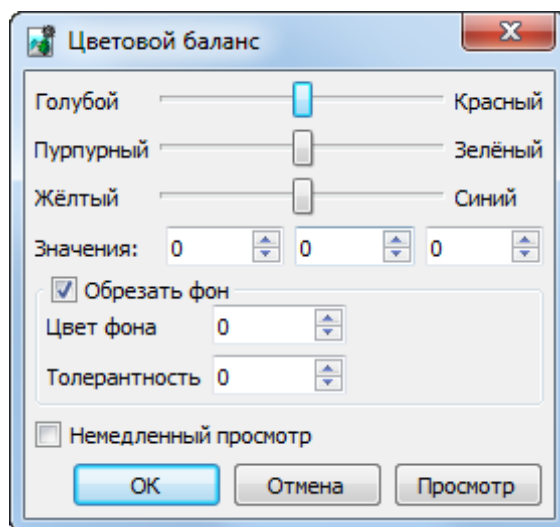 Цветовой баланс
Голубой Красный
Пурпурный Зелёный
Жёлтый Синий
Значения: 0 0 0
Обрезать фон
Цвет фона 0
Толерантность 0
Немедленный просмотр
ОК Отмена Просмотр